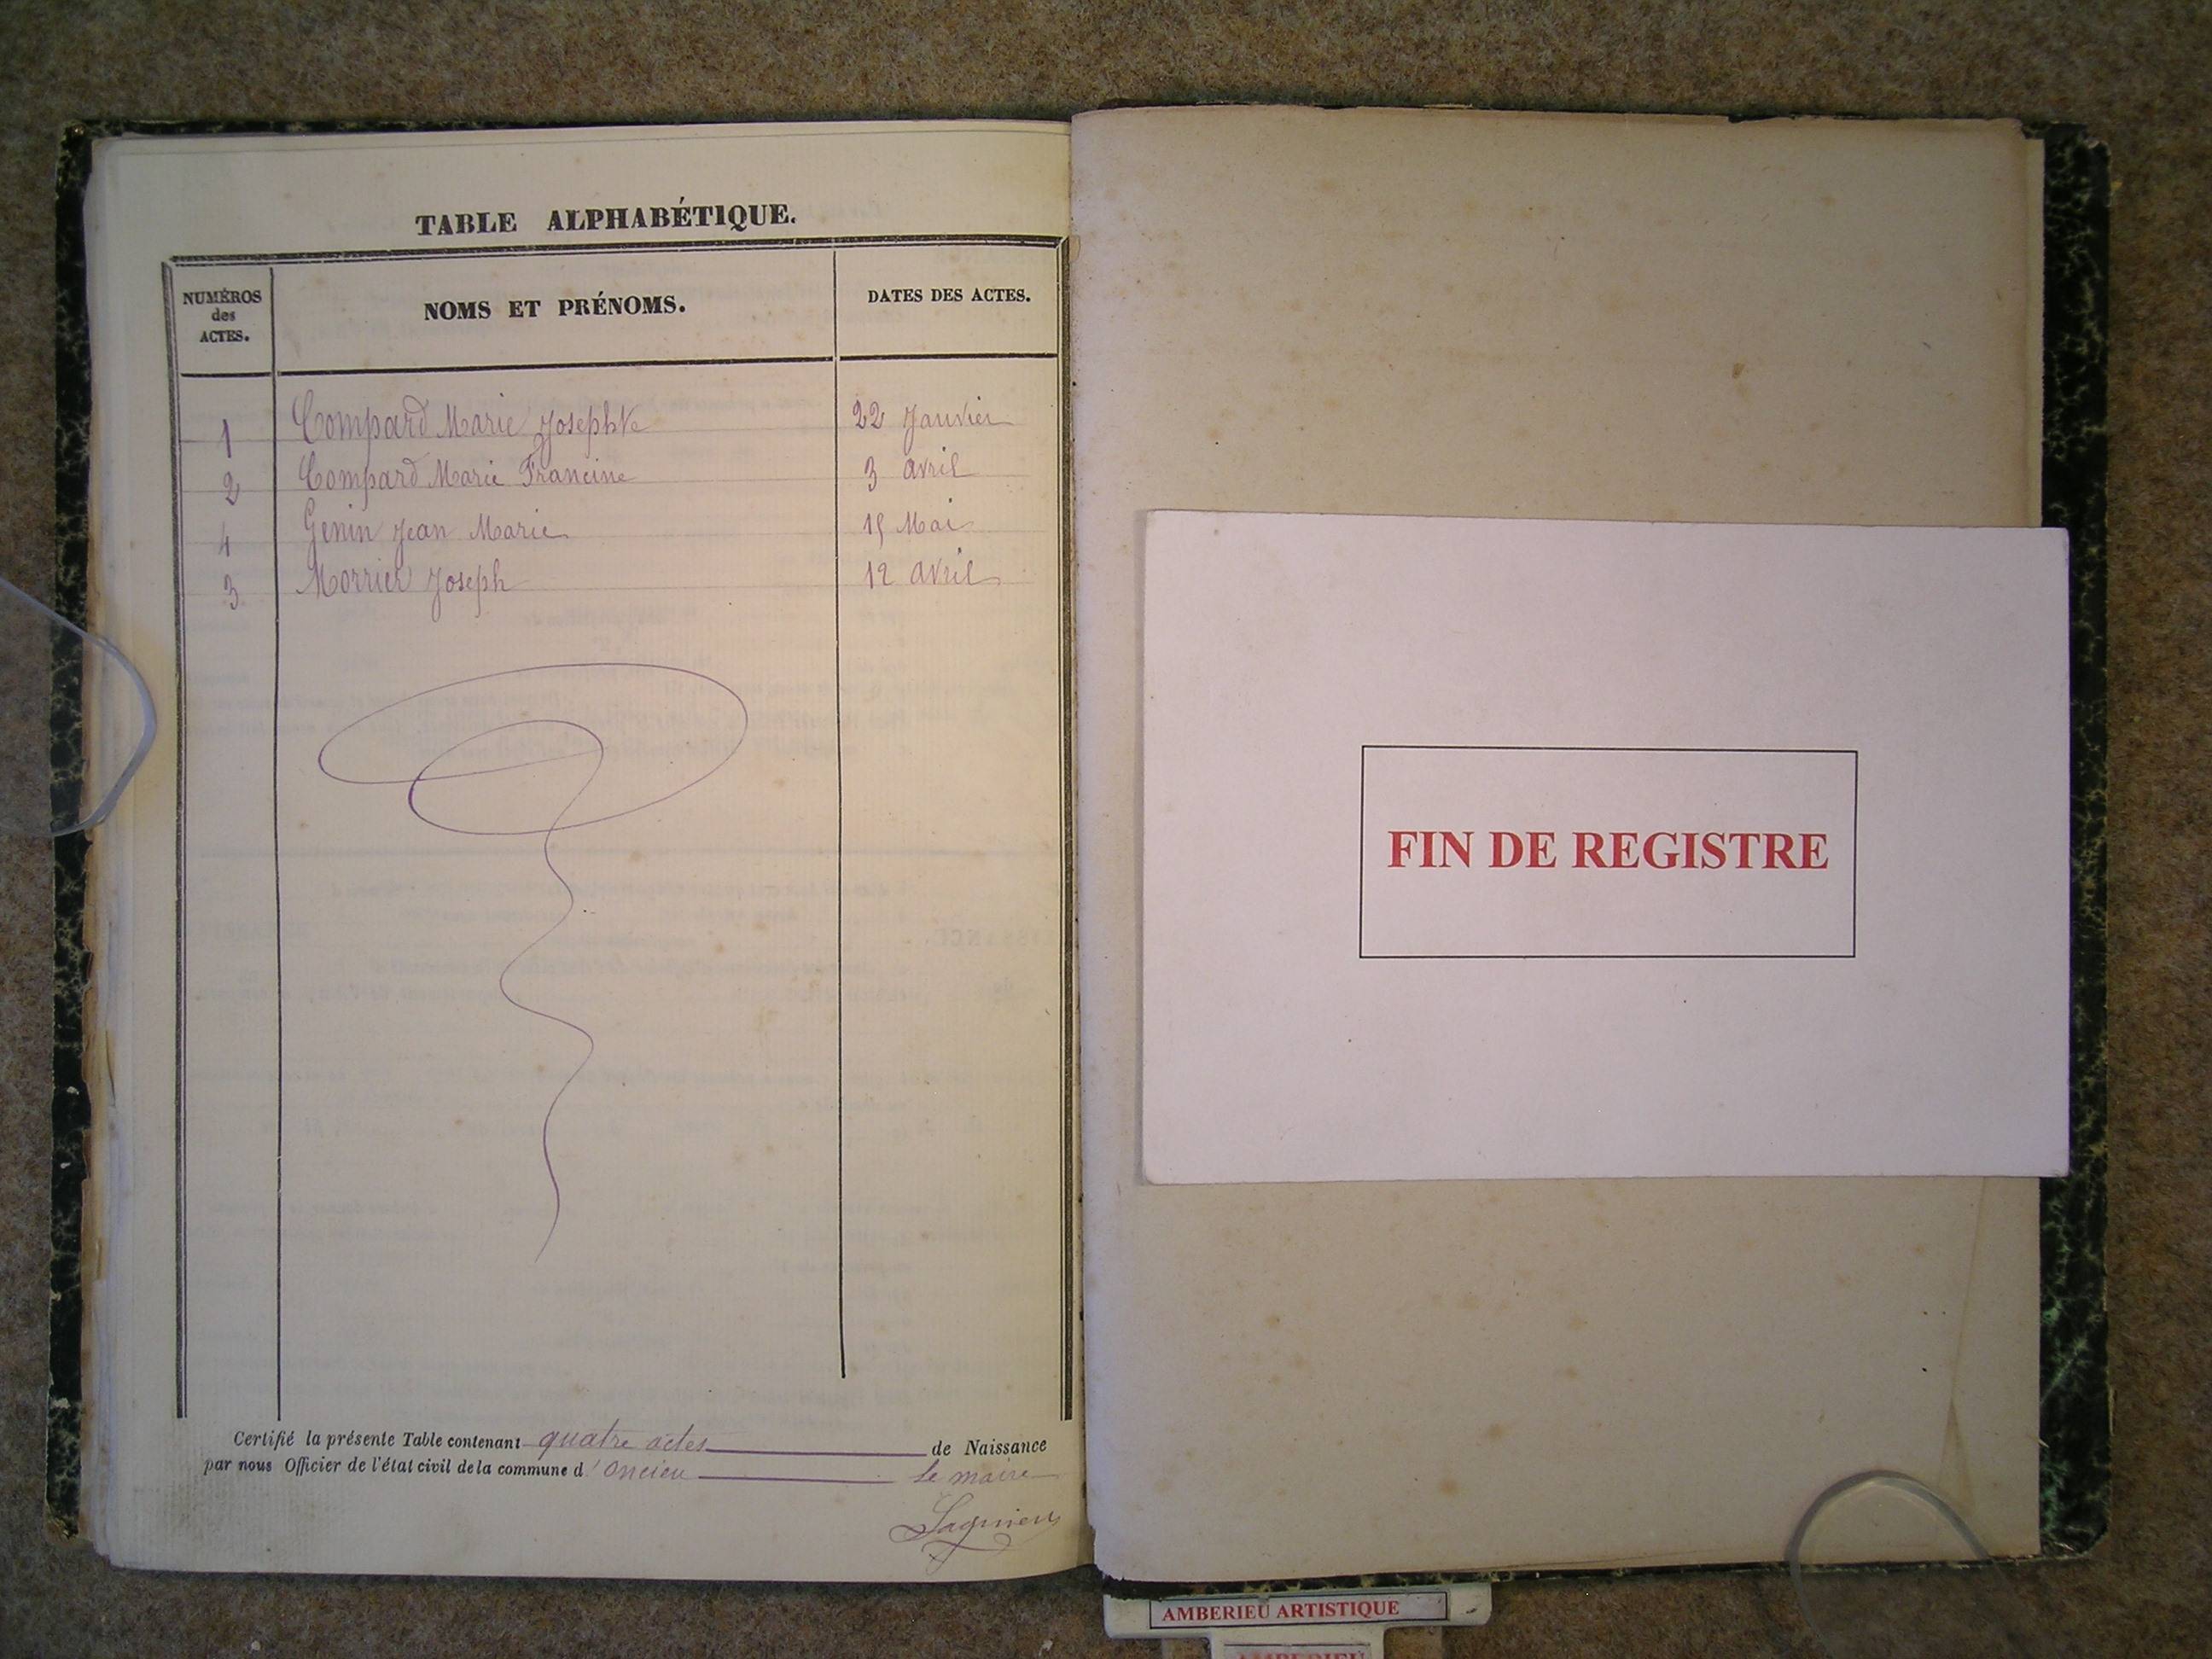 TABLE ALPHABÉTIQUE.
NUMÉROS des ACTES.
NOMS ET PRÉNOMS.
DATES DES ACTES.
1 Compard Marie Josephte 22 Janvier
2 Compard Marie Francine 3 avril
4 Genin Jean Marie 15 Mai
3 Morrier Joseph 12 avril
Certifié la présente Table contenant quatre actes de Naissance
par nous Officier de l'état civil de la commune d'Oncieu le maire
Sagnieu
FIN DE REGISTRE
AMBERIEU ARTISTIQUE
AMBERIEU